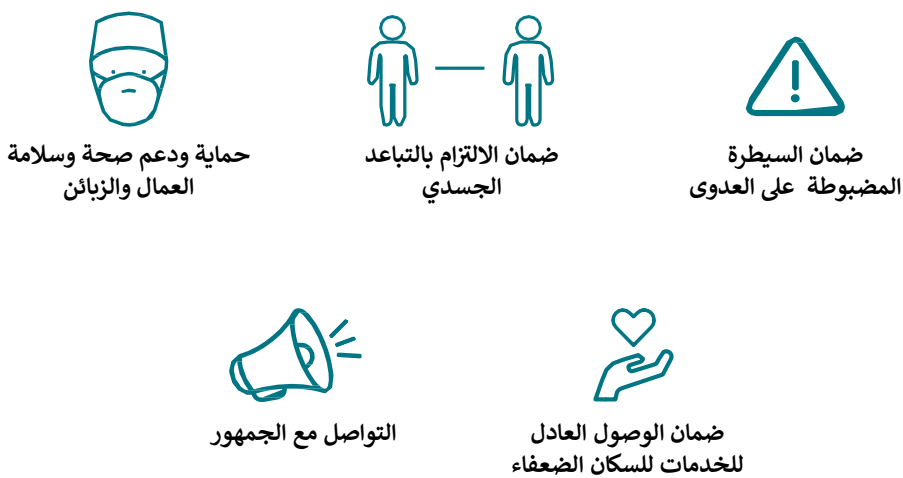 ضمان السيطرة
المضبوطة على العدوى
ضمان الالتزام بالتباعد
الجسدي
حماية ودعم صحة وسلامة
العمال والزبائن
ضمان الوصول العادل
للخدمات للسكان الضعفاء
التواصل مع الجمهور